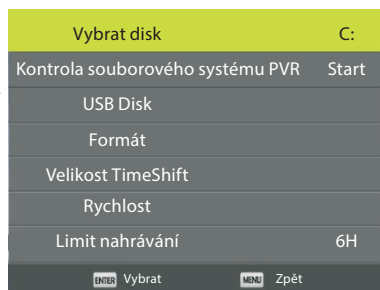 Vybrat disk C:
Kontrola souborového systému PVR Start
USB Disk
Formát
Velikost TimeShift
Rychlost
Limit nahrávání 6H
ENTER Vybrat MENU Zpět